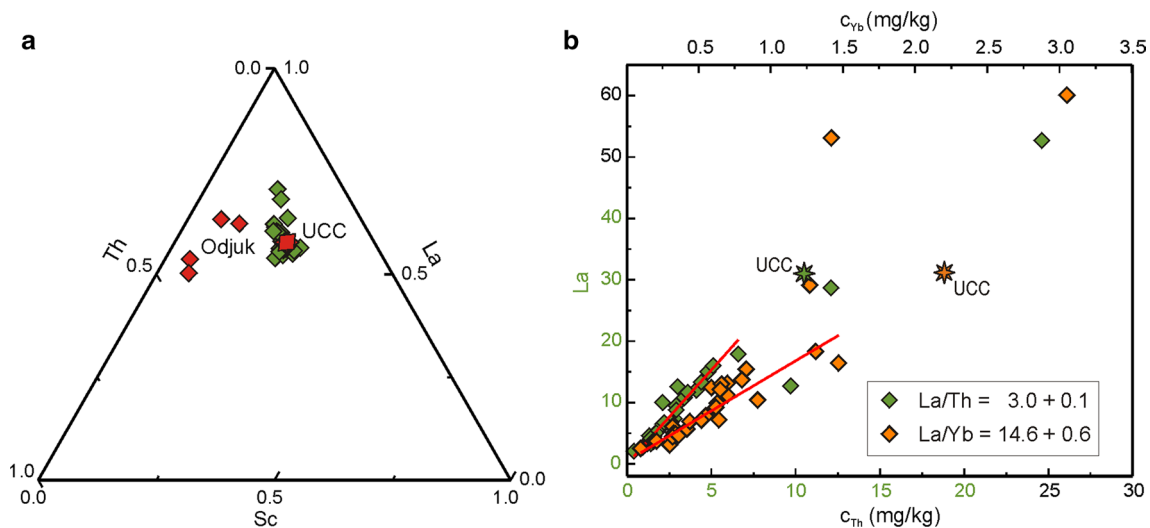 a
0.0
1.0
Th
La
Odjuk
UCC
0.5
0.5
1.0
0.0
0.0
0.5
1.0
Sc
b
cYb (mg/kg)
0.5 1.0 1.5 2.0 2.5 3.0 3.5
60
50
40
30
20
10
0
La
UCC
UCC
La/Th = 3.0 + 0.1
La/Yb = 14.6 + 0.6
0 5 10 15 20 25 30
cTh (mg/kg)